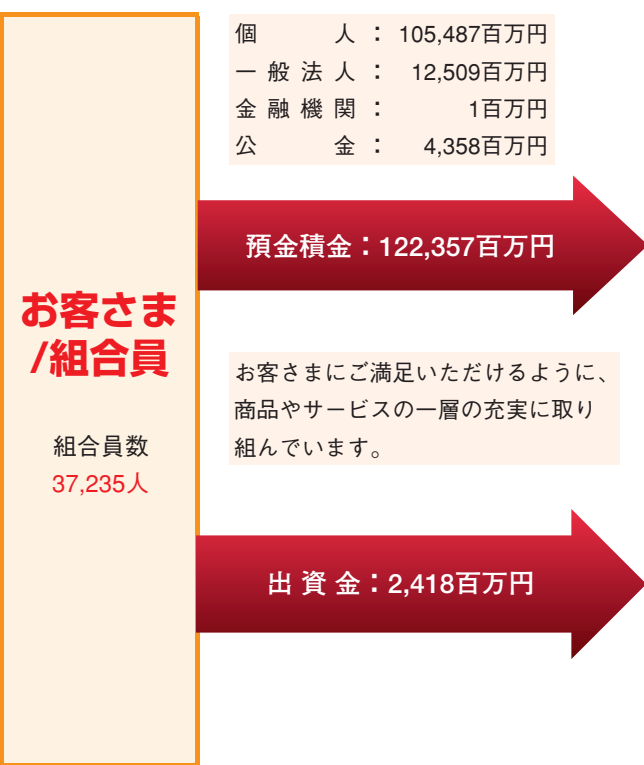 個人：105,487百万円
一般法人：12,509百万円
金融機関：1百万円
公金：4,358百万円
預金積金：122,357百万円
お客さま
/組合員
組合員数
37,235人
お客さまにご満足いただけるように、
商品やサービスの一層の充実に取り
組んでいます。
出資金：2,418百万円